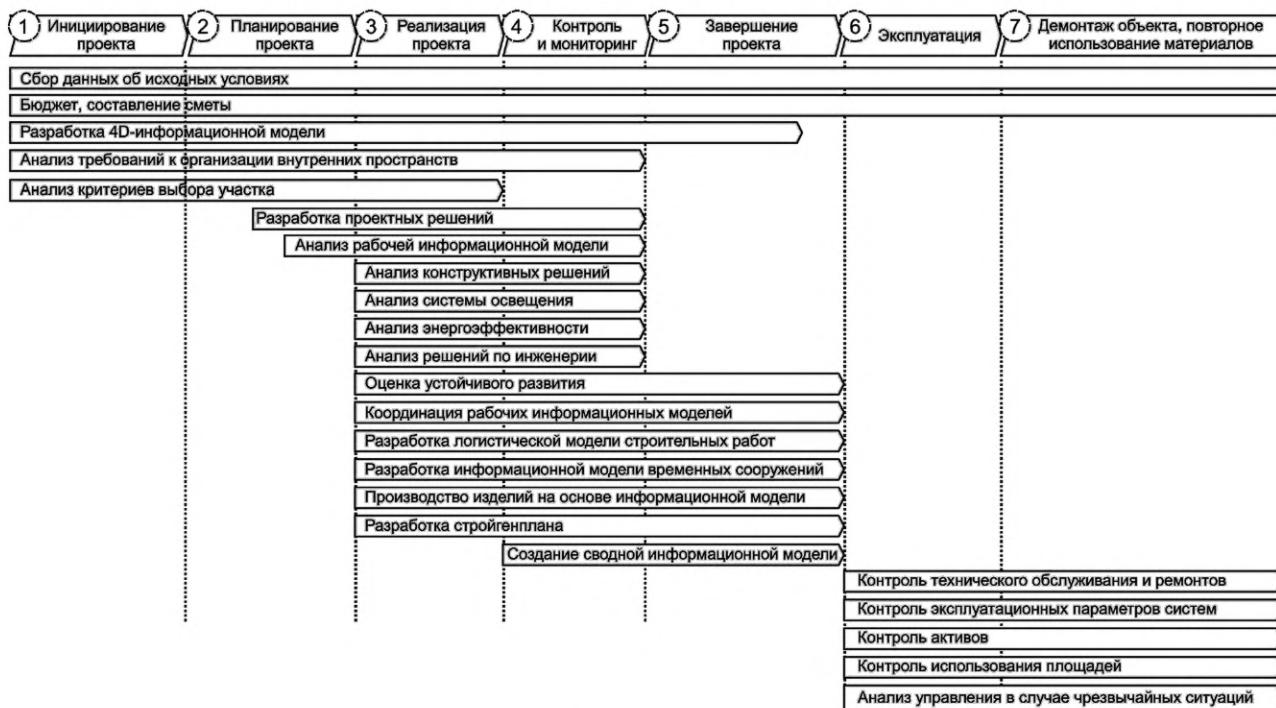 1 Инициирование проекта
2 Планирование проекта
3 Реализация проекта
4 Контроль и мониторинг
5 Завершение проекта
6 Эксплуатация
7 Демонтаж объекта, повторное использование материалов
Сбор данных об исходных условиях
Бюджет, составление сметы
Разработка 4D-информационной модели
Анализ требований к организации внутренних пространств
Анализ критериев выбора участка
Разработка проектных решений
Анализ рабочей информационной модели
Анализ конструктивных решений
Анализ системы освещения
Анализ энергоэффективности
Анализ решений по инженерии
Оценка устойчивого развития
Координация рабочих информационных моделей
Разработка логистической модели строительных работ
Разработка информационной модели временных сооружений
Производство изделий на основе информационной модели
Разработка стройгенплана
Создание сводной информационной модели
Контроль технического обслуживания и ремонтов
Контроль эксплуатационных параметров систем
Контроль активов
Контроль использования площадей
Анализ управления в случае чрезвычайных ситуаций